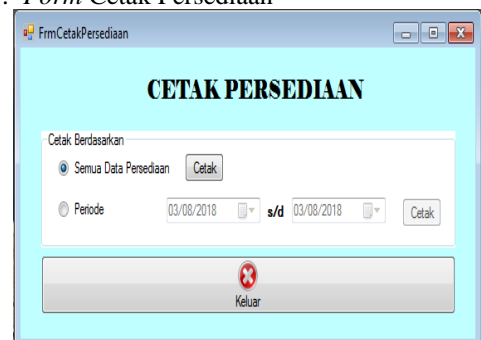 . Form Cetak Persediaan
FrmCetakPersediaan
CETAK PERSEDIAAN
Cetak Berdasarkan
Semua Data Persediaan Cetak
Periode 03/08/2018 s/d 03/08/2018 Cetak
Keluar